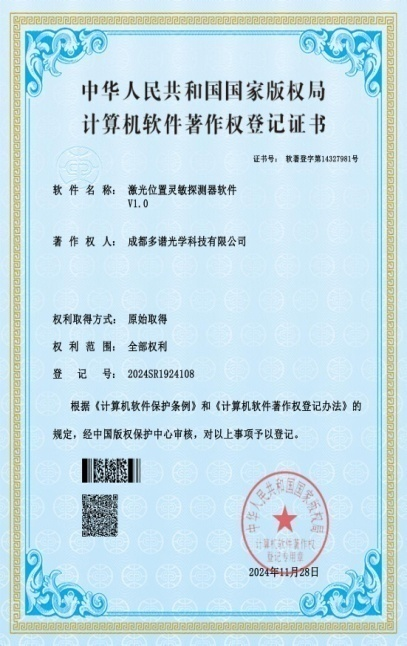 中华人民共和国国家版权局
计算机软件著作权登记证书
证书号： 软著登字第14327981号
软件名称： 激光位置灵敏探测器软件
V1.0
著作权人： 成都多谱光学科技有限公司
权利取得方式： 原始取得
权利范围： 全部权利
登记号： 2024SR1924108
根据《计算机软件保护条例》和《计算机软件著作权登记办法》的
规定，经中国版权保护中心审核，对以上事项予以登记。
中华人民共和国国家版权局
计算机软件著作权
登记专用章
2024年11月28日